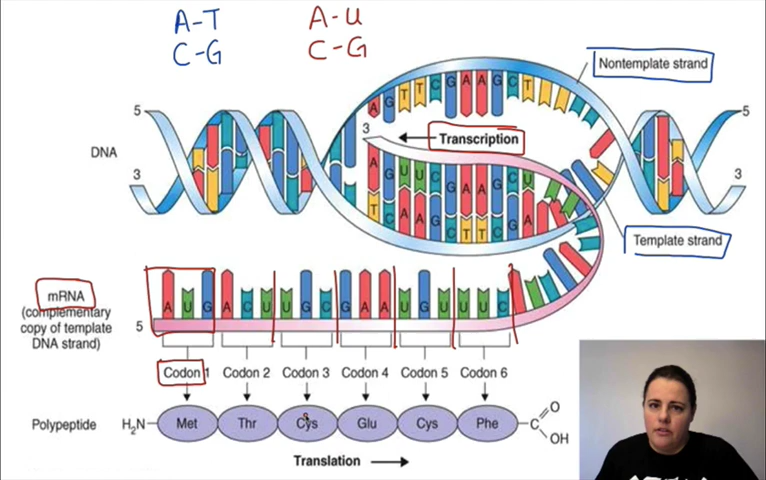 A-T
A-U
C-G
C-G
Nontemplate strand
5
5
3
Transcription
DNA
3
3
A G T T C G A A G C T
A G U U C G A A G C U
T C A A G C T T C G A
Template strand
mRNA
(complementary
copy of template
DNA strand)
5
A U G A C U U G C G A A U G U U U C
Codon 1
Codon 2
Codon 3
Codon 4
Codon 5
Codon 6
Polypeptide
H2N
Met
Thr
Cys
Glu
Cys
Phe
C
O
OH
Translation